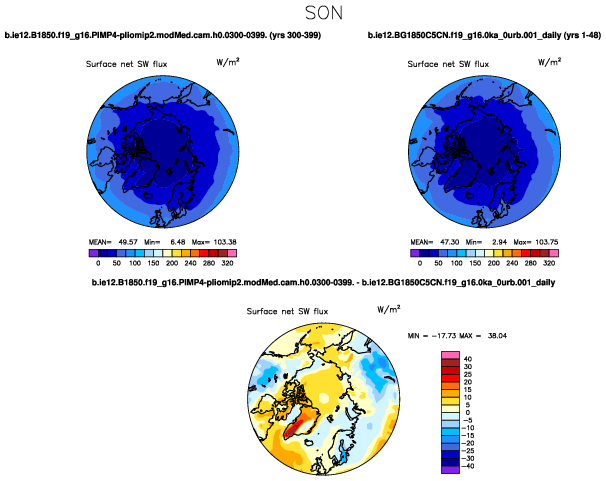 SON
b.ie12.B1850.f19_g16.PIMP4-pliomip2.modMed.cam.h0.0300-0399. (yrs 300-399)
b.ie12.BG1850C5CN.f19_g16.0ka_0urb.001_daily (yrs 1-48)
Surface net SW flux W/m²
Surface net SW flux W/m²
MEAN= 49.57 Min= 6.48 Max= 103.38
MEAN= 47.30 Min= 2.94 Max= 103.75
0 50 100 150 200 240 280 320
0 50 100 150 200 240 280 320
b.ie12.B1850.f19_g16.PIMP4-pliomip2.modMed.cam.h0.0300-0399. - b.ie12.BG1850C5CN.f19_g16.0ka_0urb.001_daily
Surface net SW flux W/m²
MIN = -17.73 MAX = 38.04
40
30
25
20
15
10
5
0
-5
-10
-15
-20
-25
-30
-40